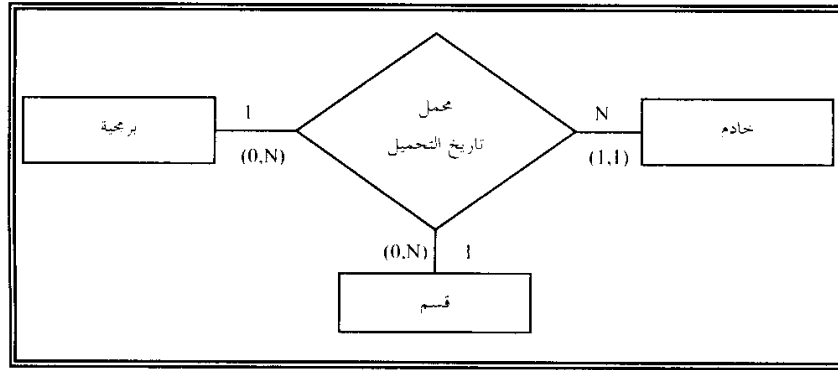 محمل
تاريخ التحميل
خادم
N
(1,1)
برمجية
1
(0,N)
قسم
(0,N)
1